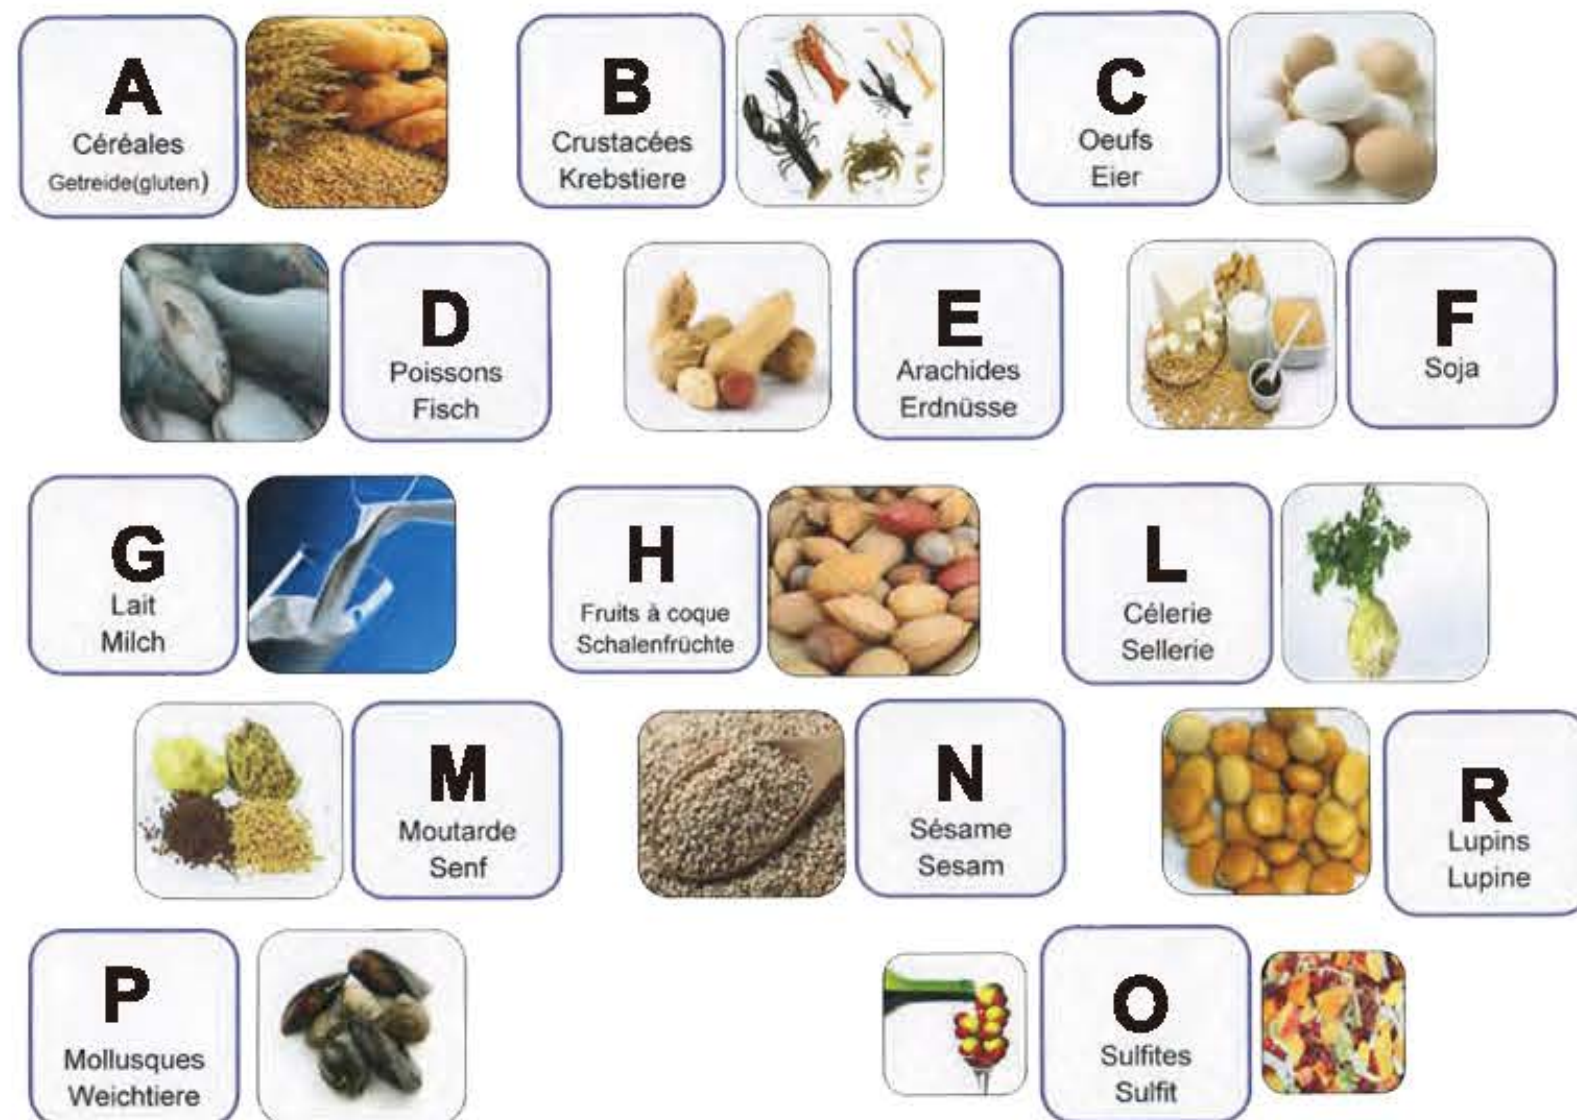 A
Céréales
Getreide(gluten)
B
Crustacées
Krebstiere
C
Oeufs
Eier
D
Poissons
Fisch
E
Arachides
Erdnüsse
F
Soja
G
Lait
Milch
H
Fruits à coque
Schalenfrüchte
L
Célerie
Sellerie
M
Moutarde
Senf
N
Sésame
Sesam
R
Lupins
Lupine
P
Mollusques
Weichtiere
O
Sulfites
Sulfit